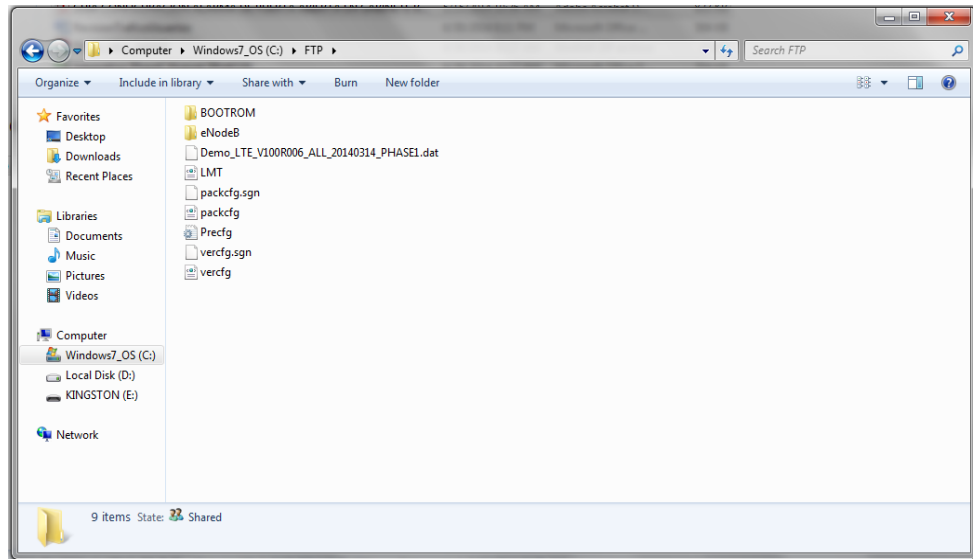 Computer Windows7_OS (C:) FTP
Search FTP
Organize Include in library Share with Burn New folder
Favorites
Desktop
Downloads
Recent Places
Libraries
Documents
Music
Pictures
Videos
Computer
Windows7_OS (C:)
Local Disk (D:)
KINGSTON (E:)
Network
BOOTROM
eNodeB
Demo_LTE_V100R006_ALL_20140314_PHASE1.dat
LMT
packcfg.sgn
packcfg
Precfg
vercfg.sgn
vercfg
9 items State: Shared